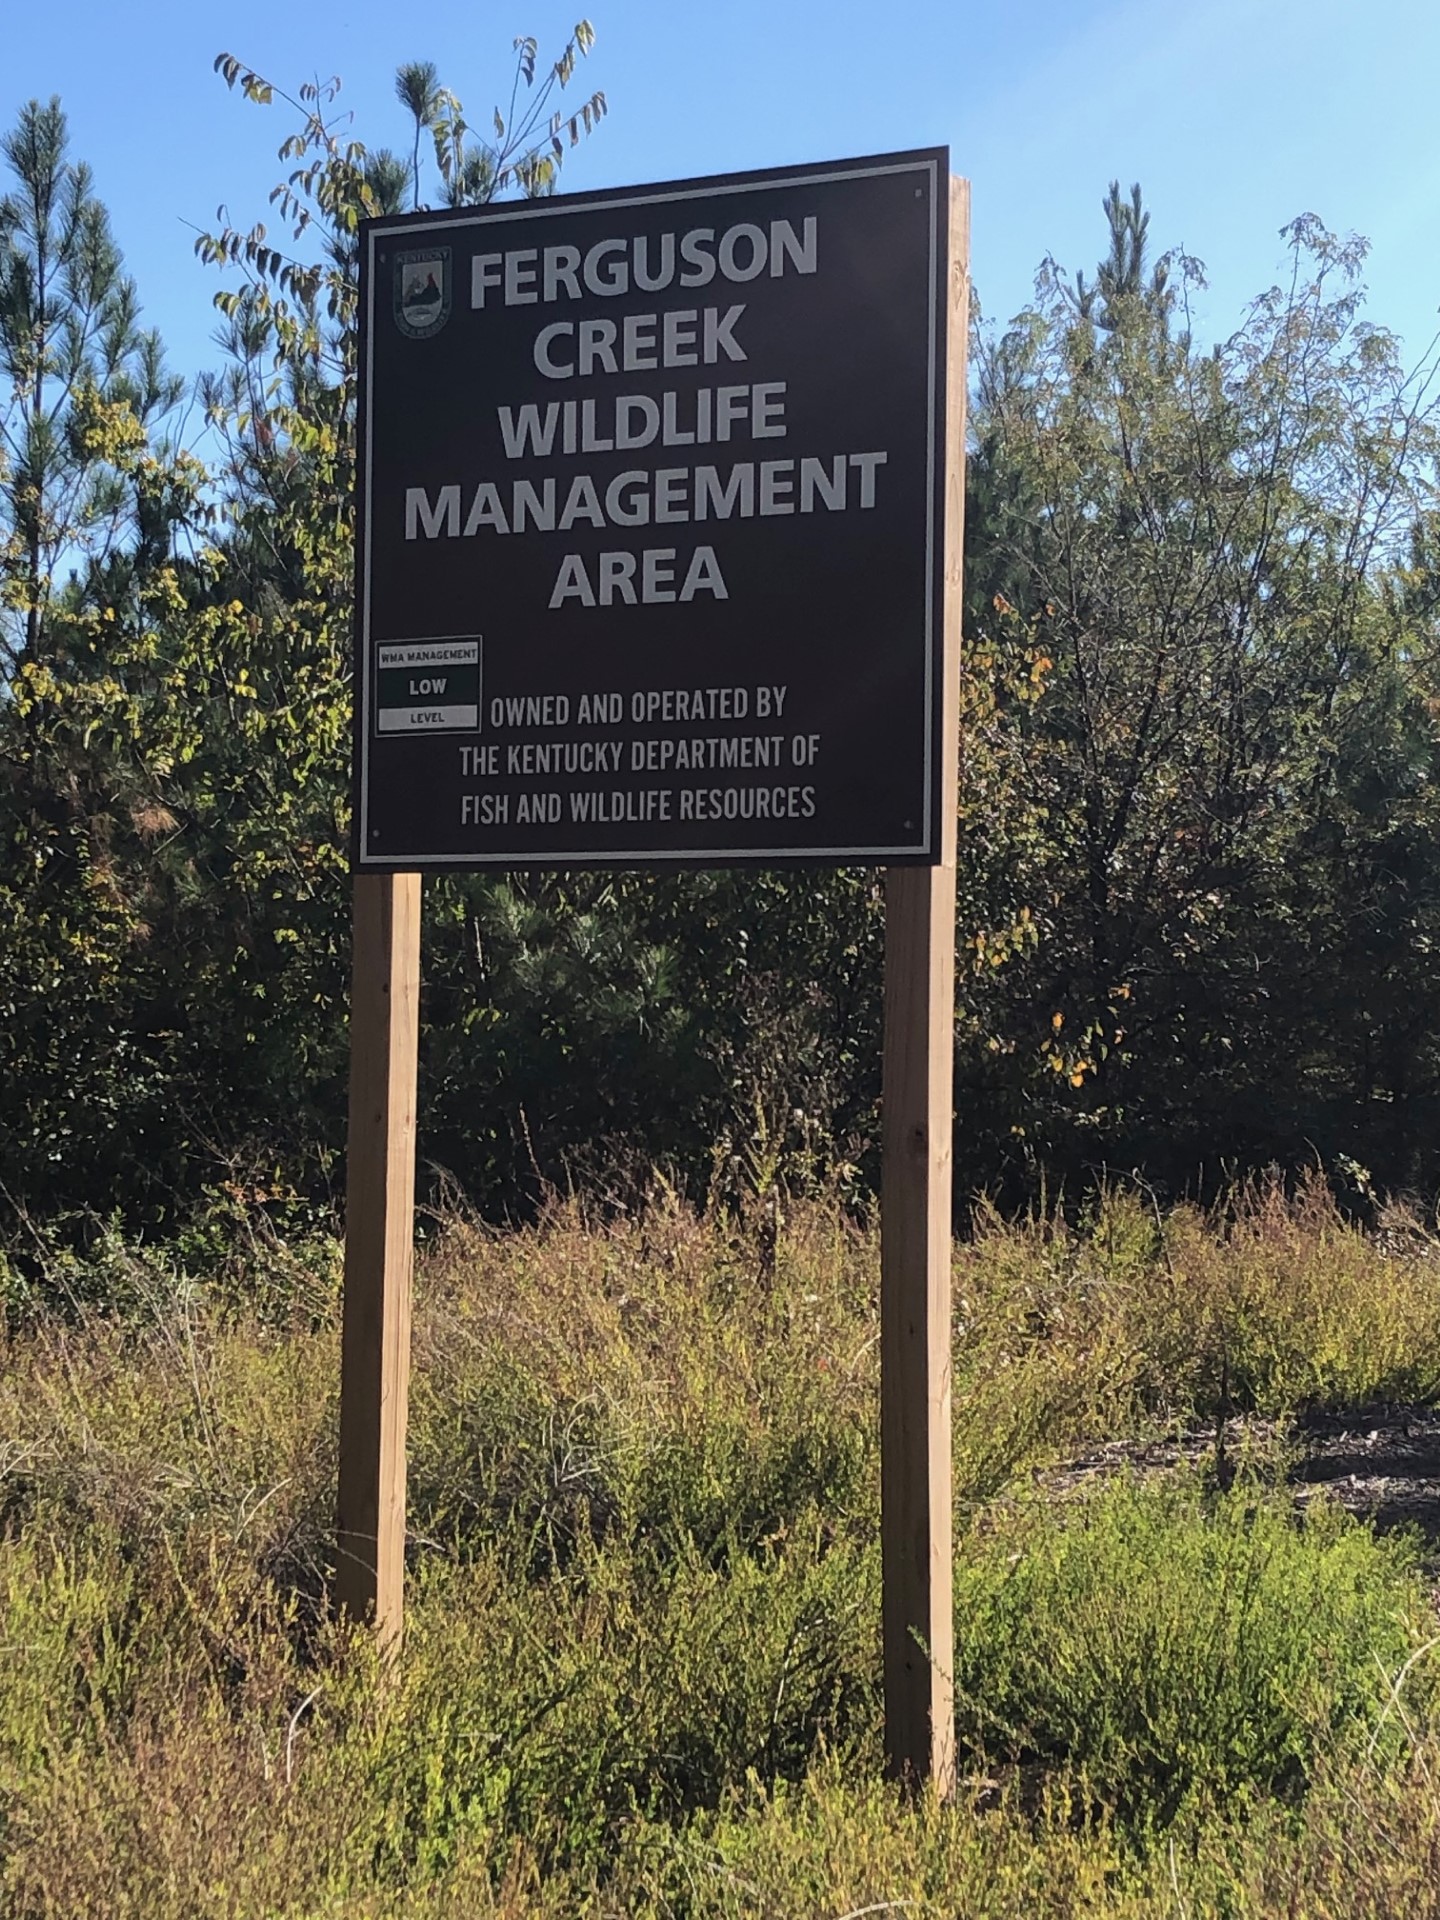 KENTUCKY
FERGUSON
CREEK
WILDLIFE
MANAGEMENT
AREA
WMA MANAGEMENT
LOW
LEVEL
OWNED AND OPERATED BY
THE KENTUCKY DEPARTMENT OF
FISH AND WILDLIFE RESOURCES